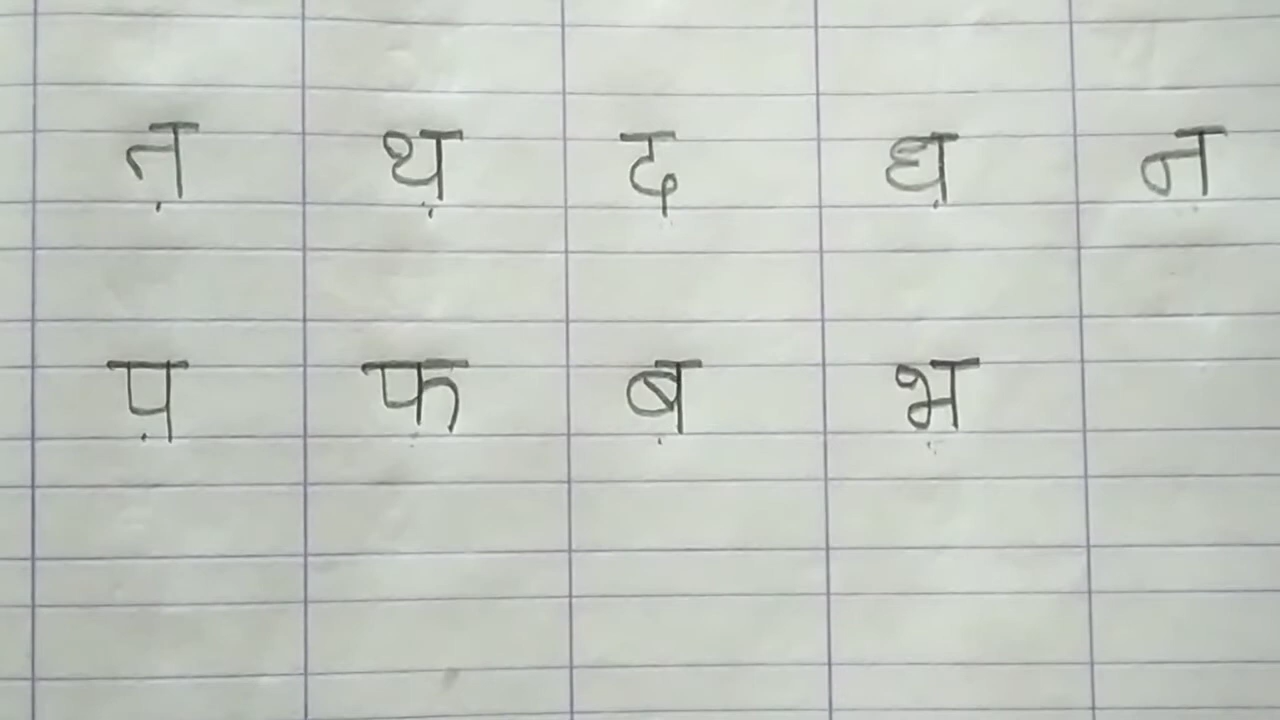 त थ द ध न
प फ ब भ